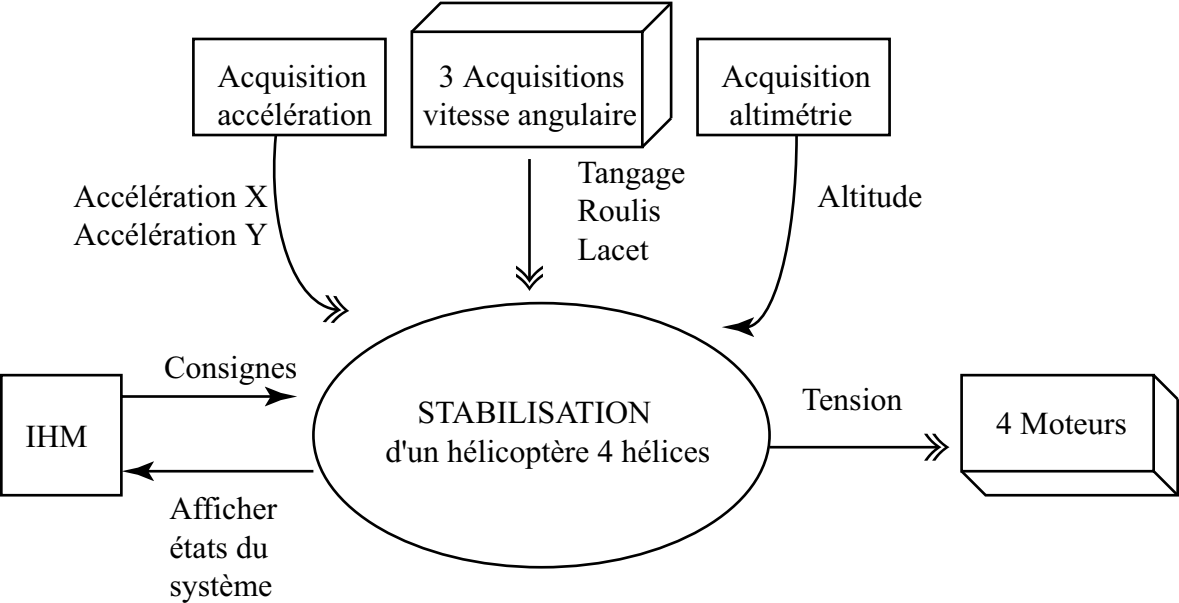 Acquisition
accélération
3 Acquisitions
vitesse angulaire
Acquisition
altimétrie
Accélération X
Accélération Y
Tangage
Roulis
Lacet
Altitude
Consignes
IHM
STABILISATION
d'un hélicoptère 4 hélices
Tension
4 Moteurs
Afficher
états du
système